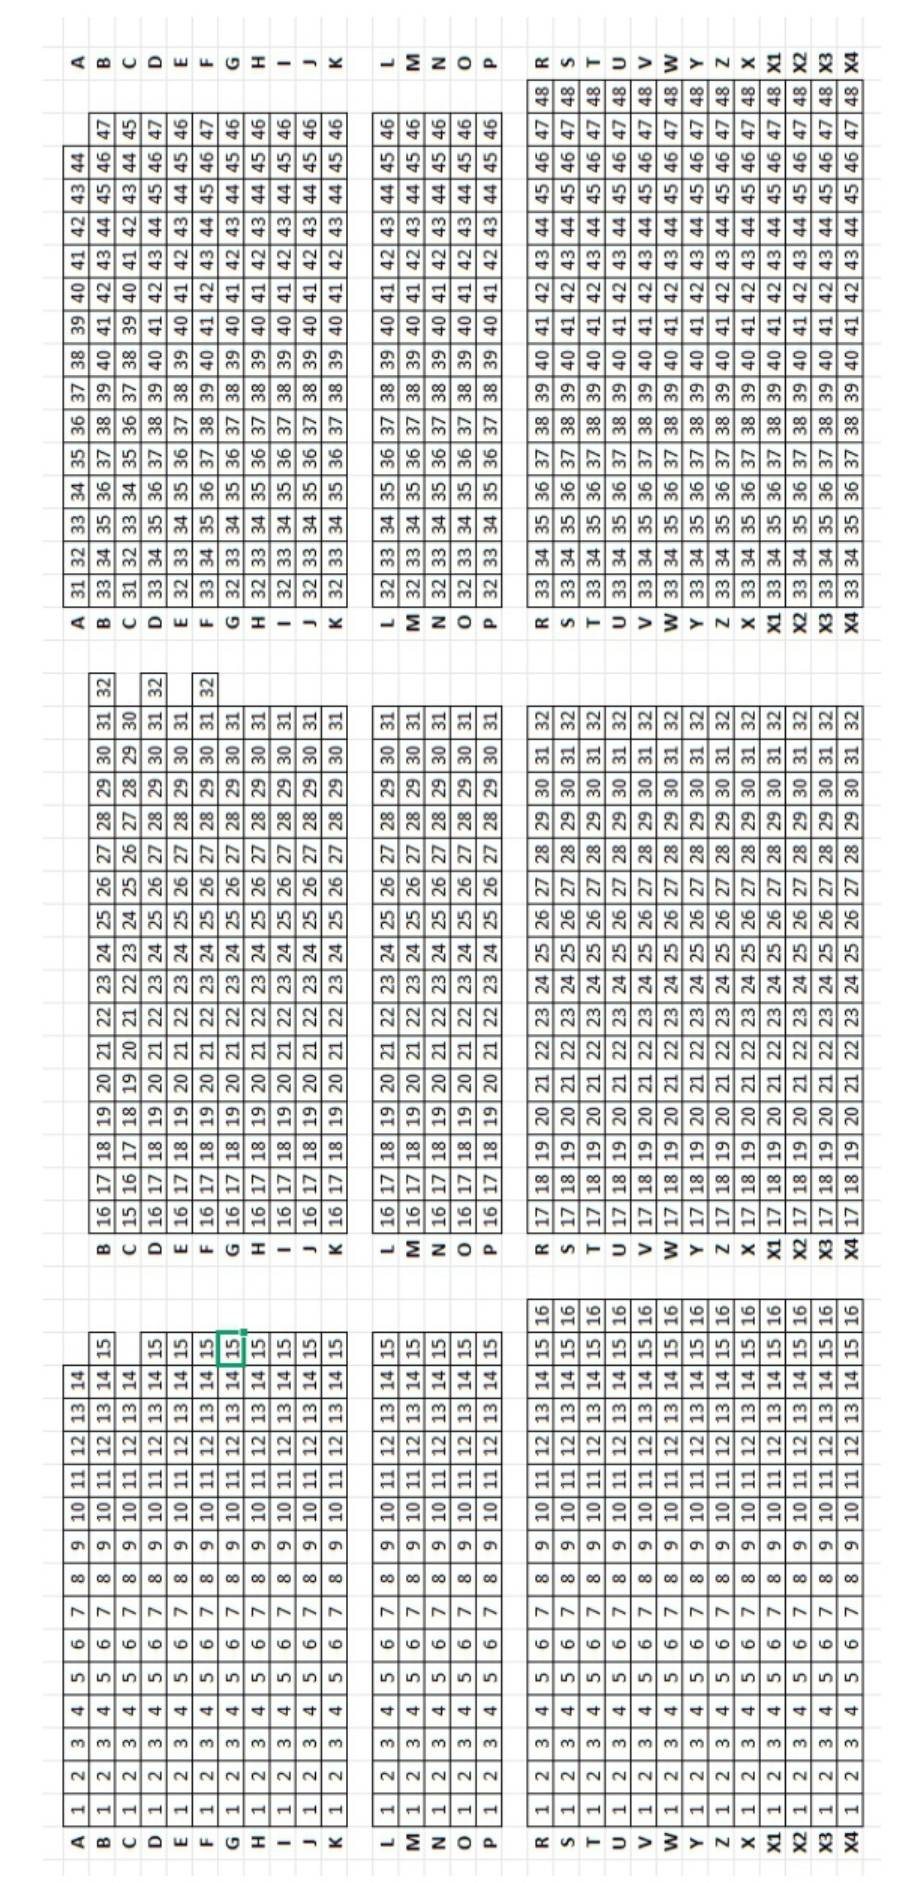 A 1 2 3 4 5 6 7 8 9 10 11 12 13 14 A 31 32 33 34 35 36 37 38 39 40 41 42 43 44 A
B 1 2 3 4 5 6 7 8 9 10 11 12 13 14 15 B 16 17 18 19 20 21 22 23 24 25 26 27 28 29 30 31 32 B 33 34 35 36 37 38 39 40 41 42 43 44 45 46 47 B
C 1 2 3 4 5 6 7 8 9 10 11 12 13 14 C 15 16 17 18 19 20 21 22 23 24 25 26 27 28 29 30 C 31 32 33 34 35 36 37 38 39 40 41 42 43 44 45 C
D 1 2 3 4 5 6 7 8 9 10 11 12 13 14 15 D 16 17 18 19 20 21 22 23 24 25 26 27 28 29 30 31 32 D 33 34 35 36 37 38 39 40 41 42 43 44 45 46 47 D
E 1 2 3 4 5 6 7 8 9 10 11 12 13 14 15 E 16 17 18 19 20 21 22 23 24 25 26 27 28 29 30 31 E 32 33 34 35 36 37 38 39 40 41 42 43 44 45 46 E
F 1 2 3 4 5 6 7 8 9 10 11 12 13 14 15 F 16 17 18 19 20 21 22 23 24 25 26 27 28 29 30 31 32 F 33 34 35 36 37 38 39 40 41 42 43 44 45 46 47 F
G 1 2 3 4 5 6 7 8 9 10 11 12 13 14 15 G 16 17 18 19 20 21 22 23 24 25 26 27 28 29 30 31 G 32 33 34 35 36 37 38 39 40 41 42 43 44 45 46 G
H 1 2 3 4 5 6 7 8 9 10 11 12 13 14 15 H 16 17 18 19 20 21 22 23 24 25 26 27 28 29 30 31 H 32 33 34 35 36 37 38 39 40 41 42 43 44 45 46 H
I 1 2 3 4 5 6 7 8 9 10 11 12 13 14 15 I 16 17 18 19 20 21 22 23 24 25 26 27 28 29 30 31 I 32 33 34 35 36 37 38 39 40 41 42 43 44 45 46 I
J 1 2 3 4 5 6 7 8 9 10 11 12 13 14 15 J 16 17 18 19 20 21 22 23 24 25 26 27 28 29 30 31 J 32 33 34 35 36 37 38 39 40 41 42 43 44 45 46 J
K 1 2 3 4 5 6 7 8 9 10 11 12 13 14 15 K 16 17 18 19 20 21 22 23 24 25 26 27 28 29 30 31 K 32 33 34 35 36 37 38 39 40 41 42 43 44 45 46 K
L 1 2 3 4 5 6 7 8 9 10 11 12 13 14 15 L 16 17 18 19 20 21 22 23 24 25 26 27 28 29 30 31 L 32 33 34 35 36 37 38 39 40 41 42 43 44 45 46 L
M 1 2 3 4 5 6 7 8 9 10 11 12 13 14 15 M 16 17 18 19 20 21 22 23 24 25 26 27 28 29 30 31 M 32 33 34 35 36 37 38 39 40 41 42 43 44 45 46 M
N 1 2 3 4 5 6 7 8 9 10 11 12 13 14 15 N 16 17 18 19 20 21 22 23 24 25 26 27 28 29 30 31 N 32 33 34 35 36 37 38 39 40 41 42 43 44 45 46 N
O 1 2 3 4 5 6 7 8 9 10 11 12 13 14 15 O 16 17 18 19 20 21 22 23 24 25 26 27 28 29 30 31 O 32 33 34 35 36 37 38 39 40 41 42 43 44 45 46 O
P 1 2 3 4 5 6 7 8 9 10 11 12 13 14 15 P 16 17 18 19 20 21 22 23 24 25 26 27 28 29 30 31 P 32 33 34 35 36 37 38 39 40 41 42 43 44 45 46 P
R 1 2 3 4 5 6 7 8 9 10 11 12 13 14 15 16 R 17 18 19 20 21 22 23 24 25 26 27 28 29 30 31 32 R 33 34 35 36 37 38 39 40 41 42 43 44 45 46 47 48 R
S 1 2 3 4 5 6 7 8 9 10 11 12 13 14 15 16 S 17 18 19 20 21 22 23 24 25 26 27 28 29 30 31 32 S 33 34 35 36 37 38 39 40 41 42 43 44 45 46 47 48 S
T 1 2 3 4 5 6 7 8 9 10 11 12 13 14 15 16 T 17 18 19 20 21 22 23 24 25 26 27 28 29 30 31 32 T 33 34 35 36 37 38 39 40 41 42 43 44 45 46 47 48 T
U 1 2 3 4 5 6 7 8 9 10 11 12 13 14 15 16 U 17 18 19 20 21 22 23 24 25 26 27 28 29 30 31 32 U 33 34 35 36 37 38 39 40 41 42 43 44 45 46 47 48 U
V 1 2 3 4 5 6 7 8 9 10 11 12 13 14 15 16 V 17 18 19 20 21 22 23 24 25 26 27 28 29 30 31 32 V 33 34 35 36 37 38 39 40 41 42 43 44 45 46 47 48 V
W 1 2 3 4 5 6 7 8 9 10 11 12 13 14 15 16 W 17 18 19 20 21 22 23 24 25 26 27 28 29 30 31 32 W 33 34 35 36 37 38 39 40 41 42 43 44 45 46 47 48 W
Y 1 2 3 4 5 6 7 8 9 10 11 12 13 14 15 16 Y 17 18 19 20 21 22 23 24 25 26 27 28 29 30 31 32 Y 33 34 35 36 37 38 39 40 41 42 43 44 45 46 47 48 Y
Z 1 2 3 4 5 6 7 8 9 10 11 12 13 14 15 16 Z 17 18 19 20 21 22 23 24 25 26 27 28 29 30 31 32 Z 33 34 35 36 37 38 39 40 41 42 43 44 45 46 47 48 Z
X 1 2 3 4 5 6 7 8 9 10 11 12 13 14 15 16 X 17 18 19 20 21 22 23 24 25 26 27 28 29 30 31 32 X 33 34 35 36 37 38 39 40 41 42 43 44 45 46 47 48 X
X1 1 2 3 4 5 6 7 8 9 10 11 12 13 14 15 16 X1 17 18 19 20 21 22 23 24 25 26 27 28 29 30 31 32 X1 33 34 35 36 37 38 39 40 41 42 43 44 45 46 47 48 X1
X2 1 2 3 4 5 6 7 8 9 10 11 12 13 14 15 16 X2 17 18 19 20 21 22 23 24 25 26 27 28 29 30 31 32 X2 33 34 35 36 37 38 39 40 41 42 43 44 45 46 47 48 X2
X3 1 2 3 4 5 6 7 8 9 10 11 12 13 14 15 16 X3 17 18 19 20 21 22 23 24 25 26 27 28 29 30 31 32 X3 33 34 35 36 37 38 39 40 41 42 43 44 45 46 47 48 X3
X4 1 2 3 4 5 6 7 8 9 10 11 12 13 14 15 16 X4 17 18 19 20 21 22 23 24 25 26 27 28 29 30 31 32 X4 33 34 35 36 37 38 39 40 41 42 43 44 45 46 47 48 X4